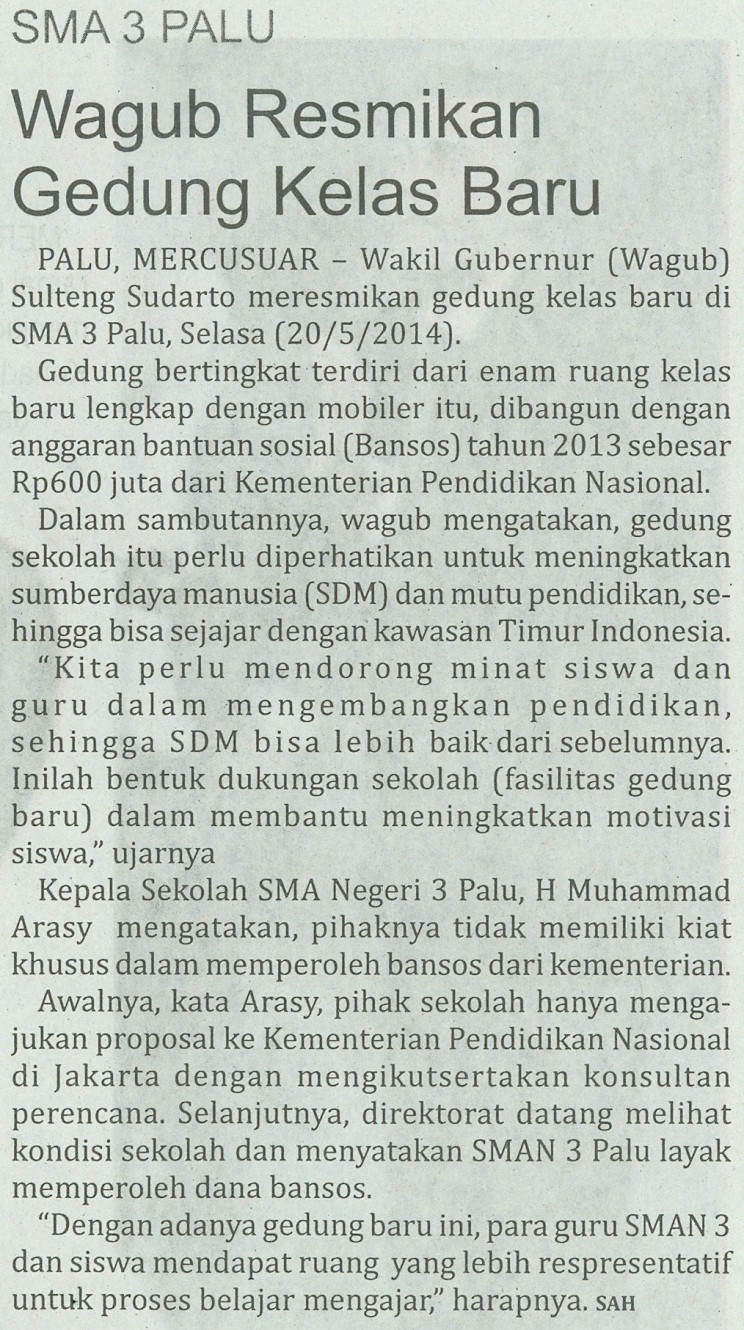 SMA 3 PALU
Wagub Resmikan
Gedung Kelas Baru
PALU, MERCUSUAR – Wakil Gubernur (Wagub)
Sulteng Sudarto meresmikan gedung kelas baru di
SMA 3 Palu, Selasa (20/5/2014).
Gedung bertingkat terdiri dari enam ruang kelas
baru lengkap dengan mobiler itu, dibangun dengan
anggaran bantuan sosial (Bansos) tahun 2013 sebesar
Rp600 juta dari Kementerian Pendidikan Nasional.
Dalam sambutannya, wagub mengatakan, gedung
sekolah itu perlu diperhatikan untuk meningkatkan
sumberdaya manusia (SDM) dan mutu pendidikan, se-
hingga bisa sejajar dengan kawasan Timur Indonesia.
“Kita perlu mendorong minat siswa dan
guru dalam mengembangkan pendidikan,
sehingga SDM bisa lebih baik dari sebelumnya.
Inilah bentuk dukungan sekolah (fasilitas gedung
baru) dalam membantu meningkatkan motivasi
siswa,” ujarnya
Kepala Sekolah SMA Negeri 3 Palu, H Muhammad
Arasy mengatakan, pihaknya tidak memiliki kiat
khusus dalam memperoleh bansos dari kementerian.
Awalnya, kata Arasy, pihak sekolah hanya menga-
jukan proposal ke Kementerian Pendidikan Nasional
di Jakarta dengan mengikutsertakan konsultan
perencana. Selanjutnya, direktorat datang melihat
kondisi sekolah dan menyatakan SMAN 3 Palu layak
memperoleh dana bansos.
“Dengan adanya gedung baru ini, para guru SMAN 3
dan siswa mendapat ruang yang lebih respresentatif
untuk proses belajar mengajar,” harapnya. SAH